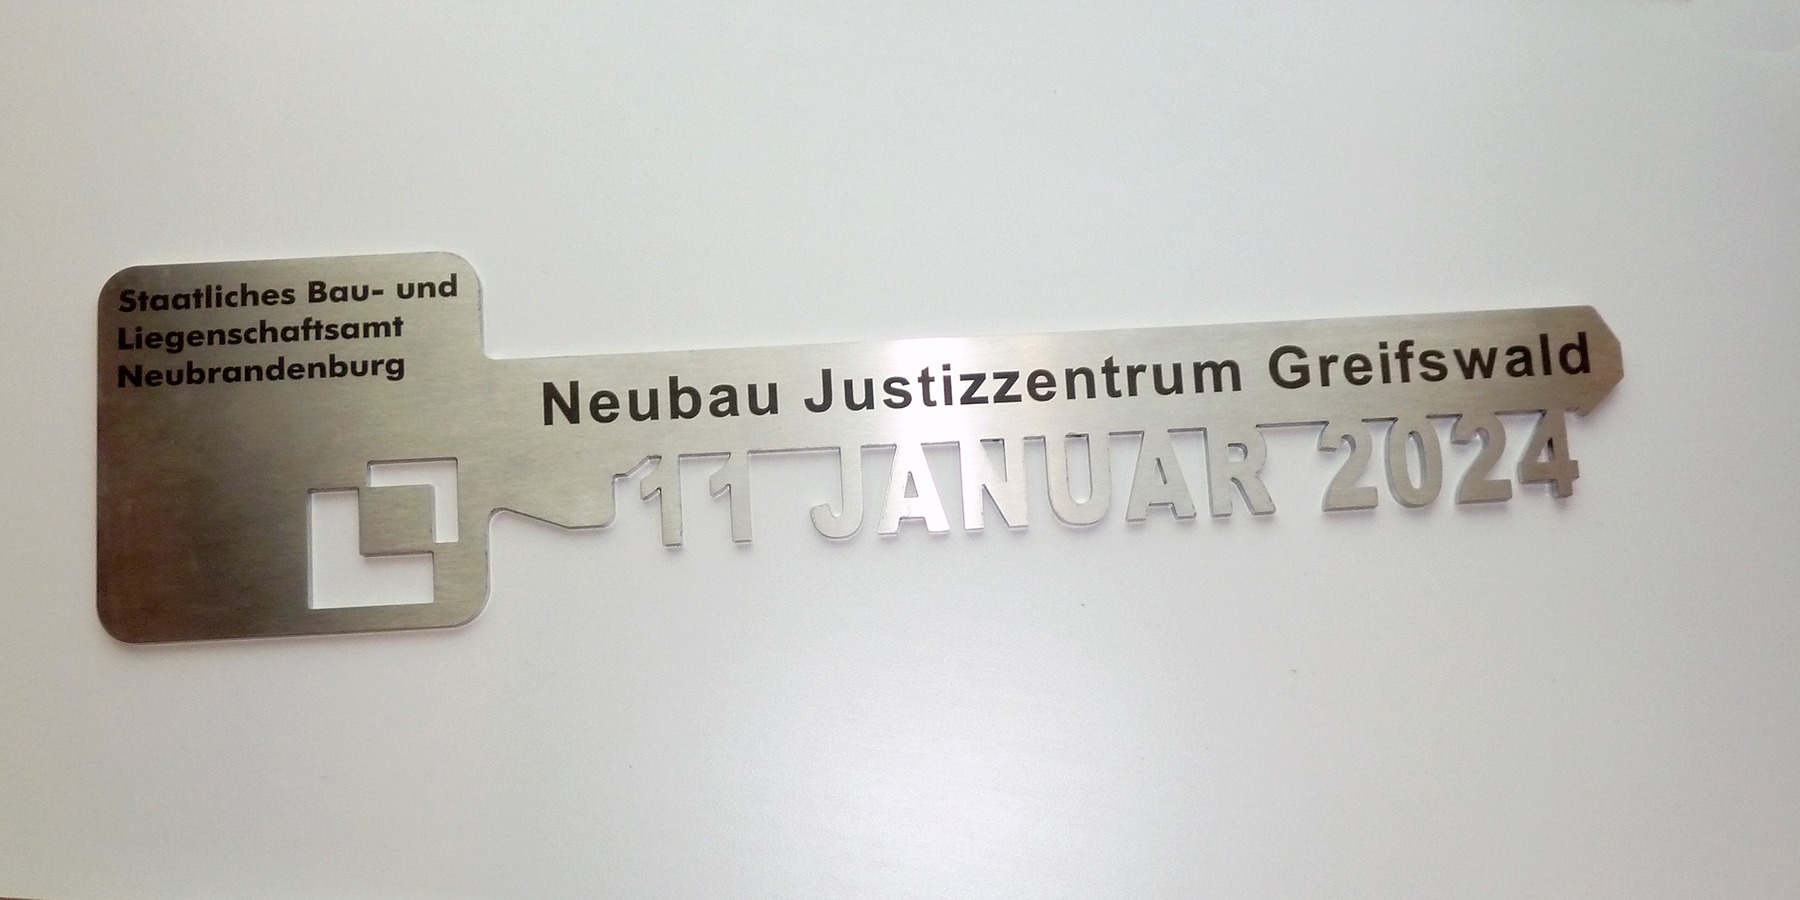 Staatliches Bau- und
Liegenschaftsamt
Neubrandenburg
Neubau Justizzentrum Greifswald
11 JANUAR 2024